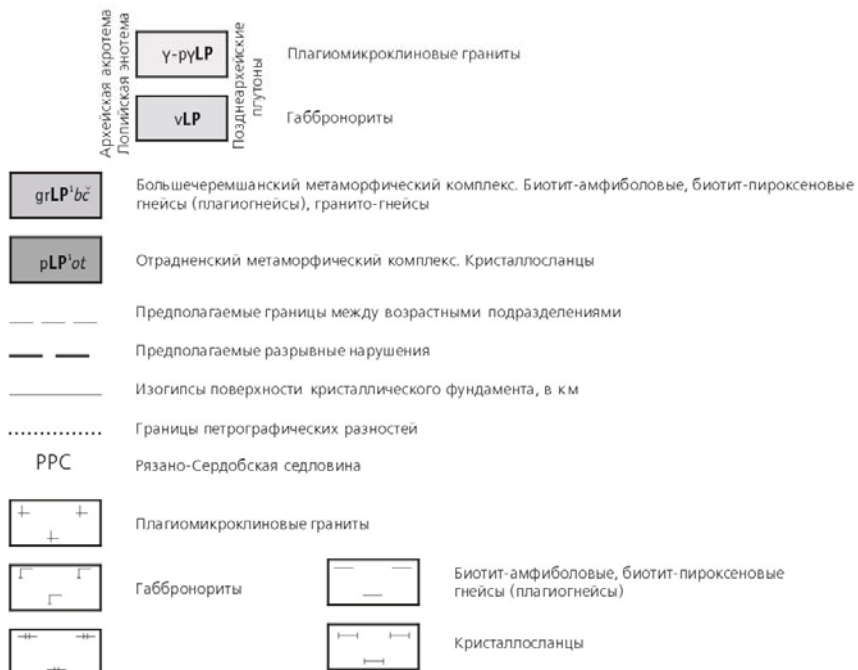 Архейская акротема
Лопийская энотема
γ-pγLP
Позднеархейские
плутоны
Плагиомикроклиновые граниты
νLP
Габбронориты
grLP¹bč
Большечеремшанский метаморфический комплекс. Биотит-амфиболовые, биотит-пироксеновые
гнейсы (плагиогнейсы), гранито-гнейсы
pLP¹ot
Отрадненский метаморфический комплекс. Кристаллосланцы
Предполагаемые границы между возрастными подразделениями
Предполагаемые разрывные нарушения
Изогипсы поверхности кристаллического фундамента, в км
Границы петрографических разностей
РРС
Рязано-Сердобская седловина
Плагиомикроклиновые граниты
Габбронориты
Биотит-амфиболовые, биотит-пироксеновые
гнейсы (плагиогнейсы)
Кристаллосланцы